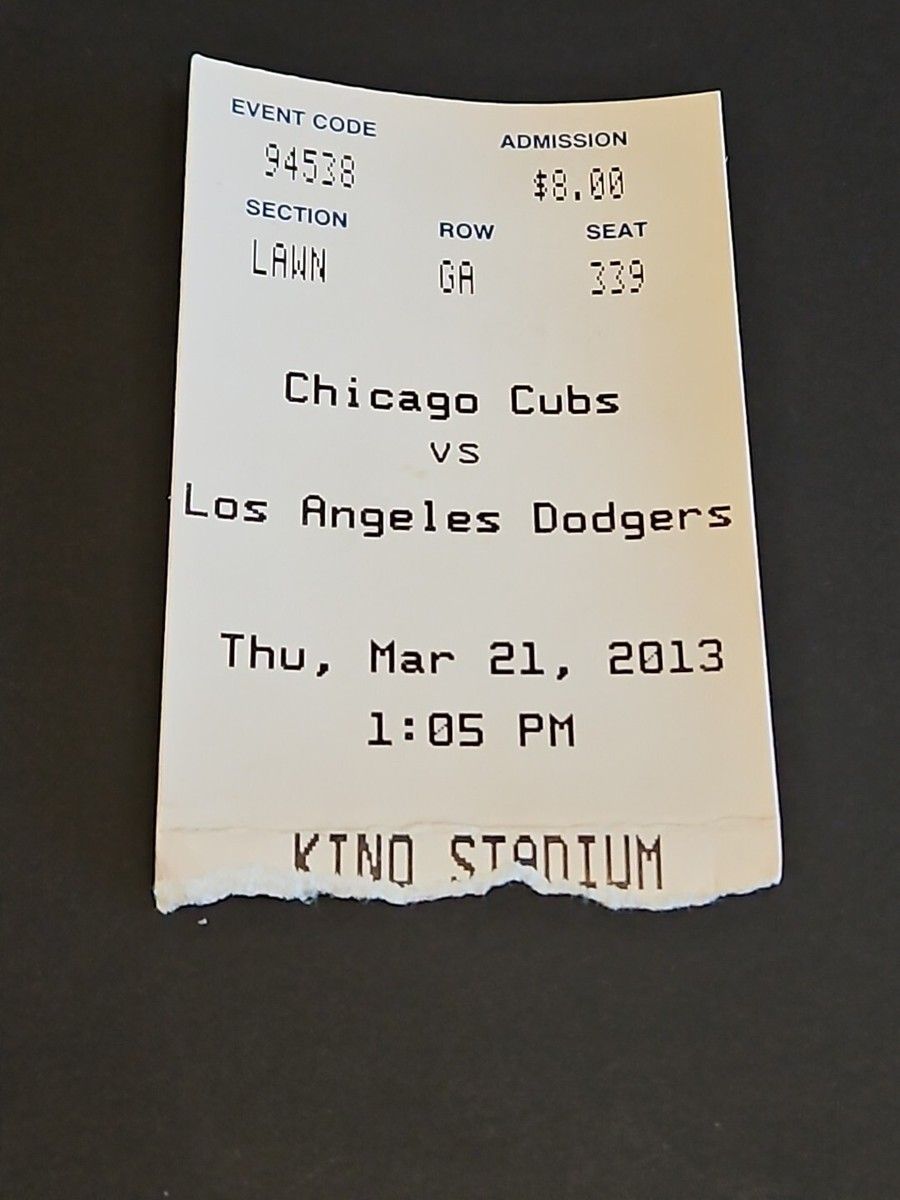 EVENT CODE ADMISSION
94538 $8.00
SECTION ROW SEAT
LAWN GA 339
Chicago Cubs
vs
Los Angeles Dodgers
Thu, Mar 21, 2013
1:05 PM
KINO STADIUM